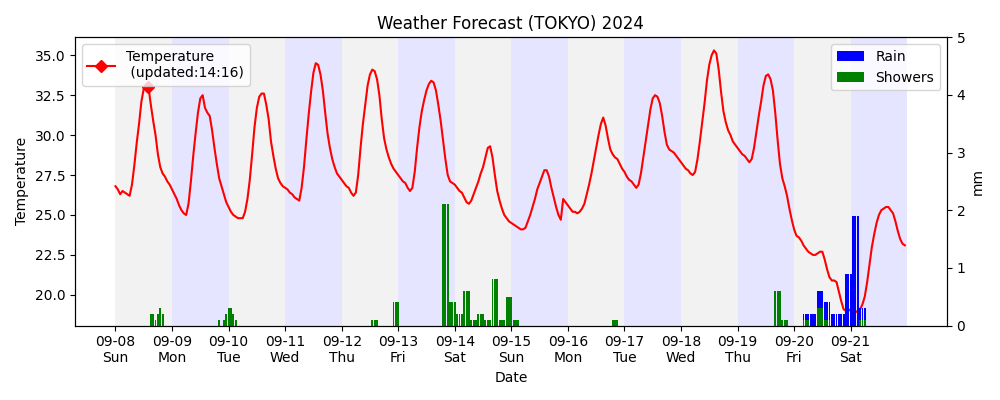 Weather Forecast (TOKYO) 2024
Temperature
(updated:14:16)
Rain
Showers
Temperature
35.0
32.5
30.0
27.5
25.0
22.5
20.0
5
4
3
2
1
0
mm
09-08 09-09 09-10 09-11 09-12 09-13 09-14 09-15 09-16 09-17 09-18 09-19 09-20 09-21
Sun Mon Tue Wed Thu Fri Sat Sun Mon Tue Wed Thu Fri Sat
Date